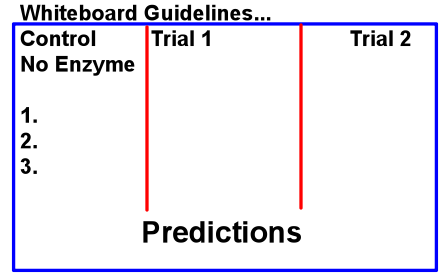 Whiteboard Guidelines...
Control Trial 1 Trial 2
No Enzyme
1.
2.
3.
Predictions